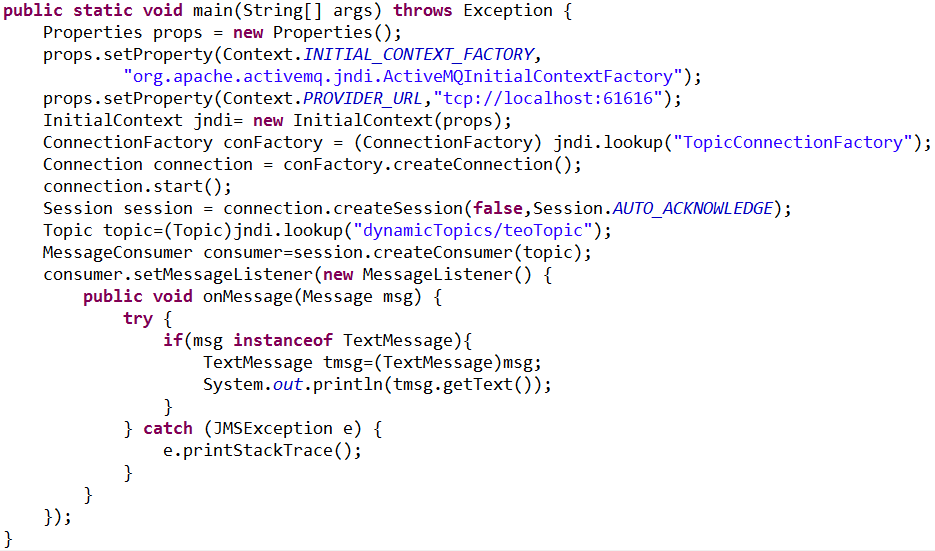 public static void main(String[] args) throws Exception {
    Properties props = new Properties();
    props.setProperty(Context.INITIAL_CONTEXT_FACTORY,
            "org.apache.activemq.jndi.ActiveMQInitialContextFactory");
    props.setProperty(Context.PROVIDER_URL,"tcp://localhost:61616");
    InitialContext jndi= new InitialContext(props);
    ConnectionFactory conFactory = (ConnectionFactory) jndi.lookup("TopicConnectionFactory");
    Connection connection = conFactory.createConnection();
    connection.start();
    Session session = connection.createSession(false,Session.AUTO_ACKNOWLEDGE);
    Topic topic=(Topic)jndi.lookup("dynamicTopics/teoTopic");
    MessageConsumer consumer=session.createConsumer(topic);
    consumer.setMessageListener(new MessageListener() {
        public void onMessage(Message msg) {
            try {
                if(msg instanceof TextMessage){
                    TextMessage tmsg=(TextMessage)msg;
                    System.out.println(tmsg.getText());
                }
            } catch (JMSException e) {
                e.printStackTrace();
            }
        }
    });
}